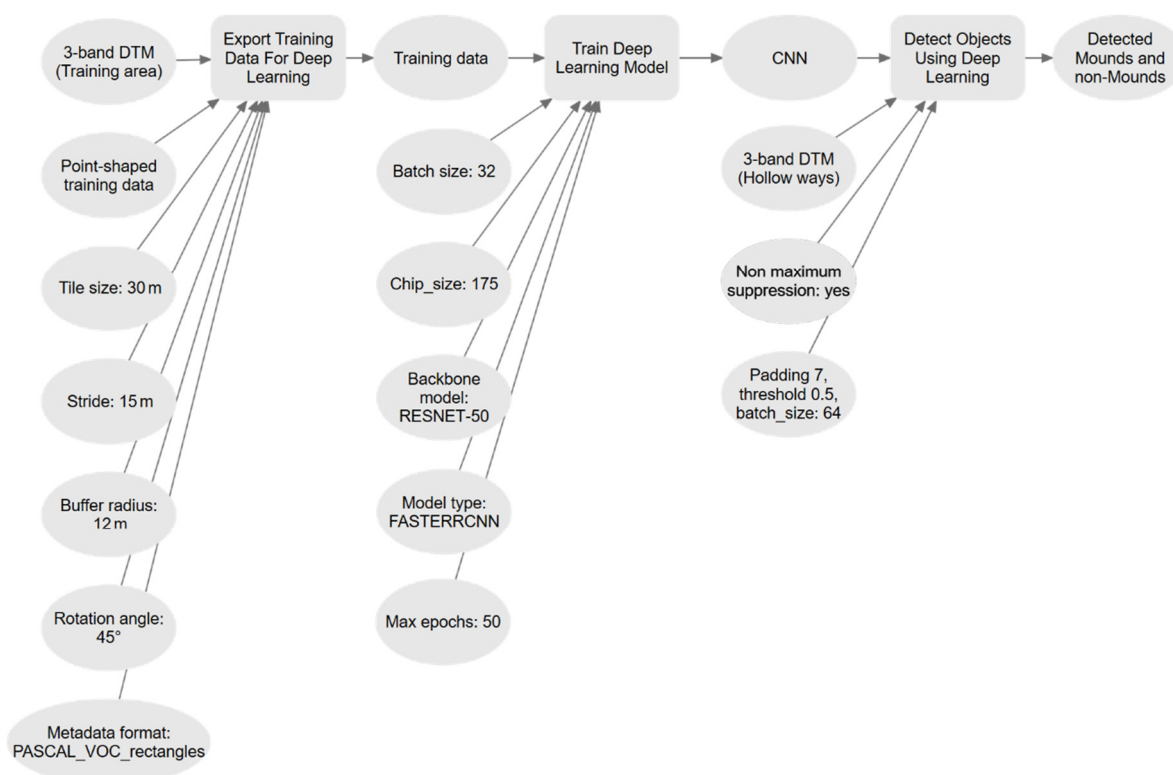 3-band DTM
(Training area)
Export Training
Data For Deep
Learning
Training data
Train Deep
Learning Model
CNN
Detect Objects
Using Deep
Learning
Detected
Mounds and
non-Mounds
Point-shaped
training data
Batch size: 32
3-band DTM
(Hollow ways)
Tile size: 30 m
Chip_size: 175
Non maximum
suppression: yes
Stride: 15 m
Backbone
model:
RESNET-50
Padding 7,
threshold 0.5,
batch_size: 64
Buffer radius:
12 m
Model type:
FASTERRCNN
Rotation angle:
45°
Max epochs: 50
Metadata format:
PASCAL_VOC_rectangles